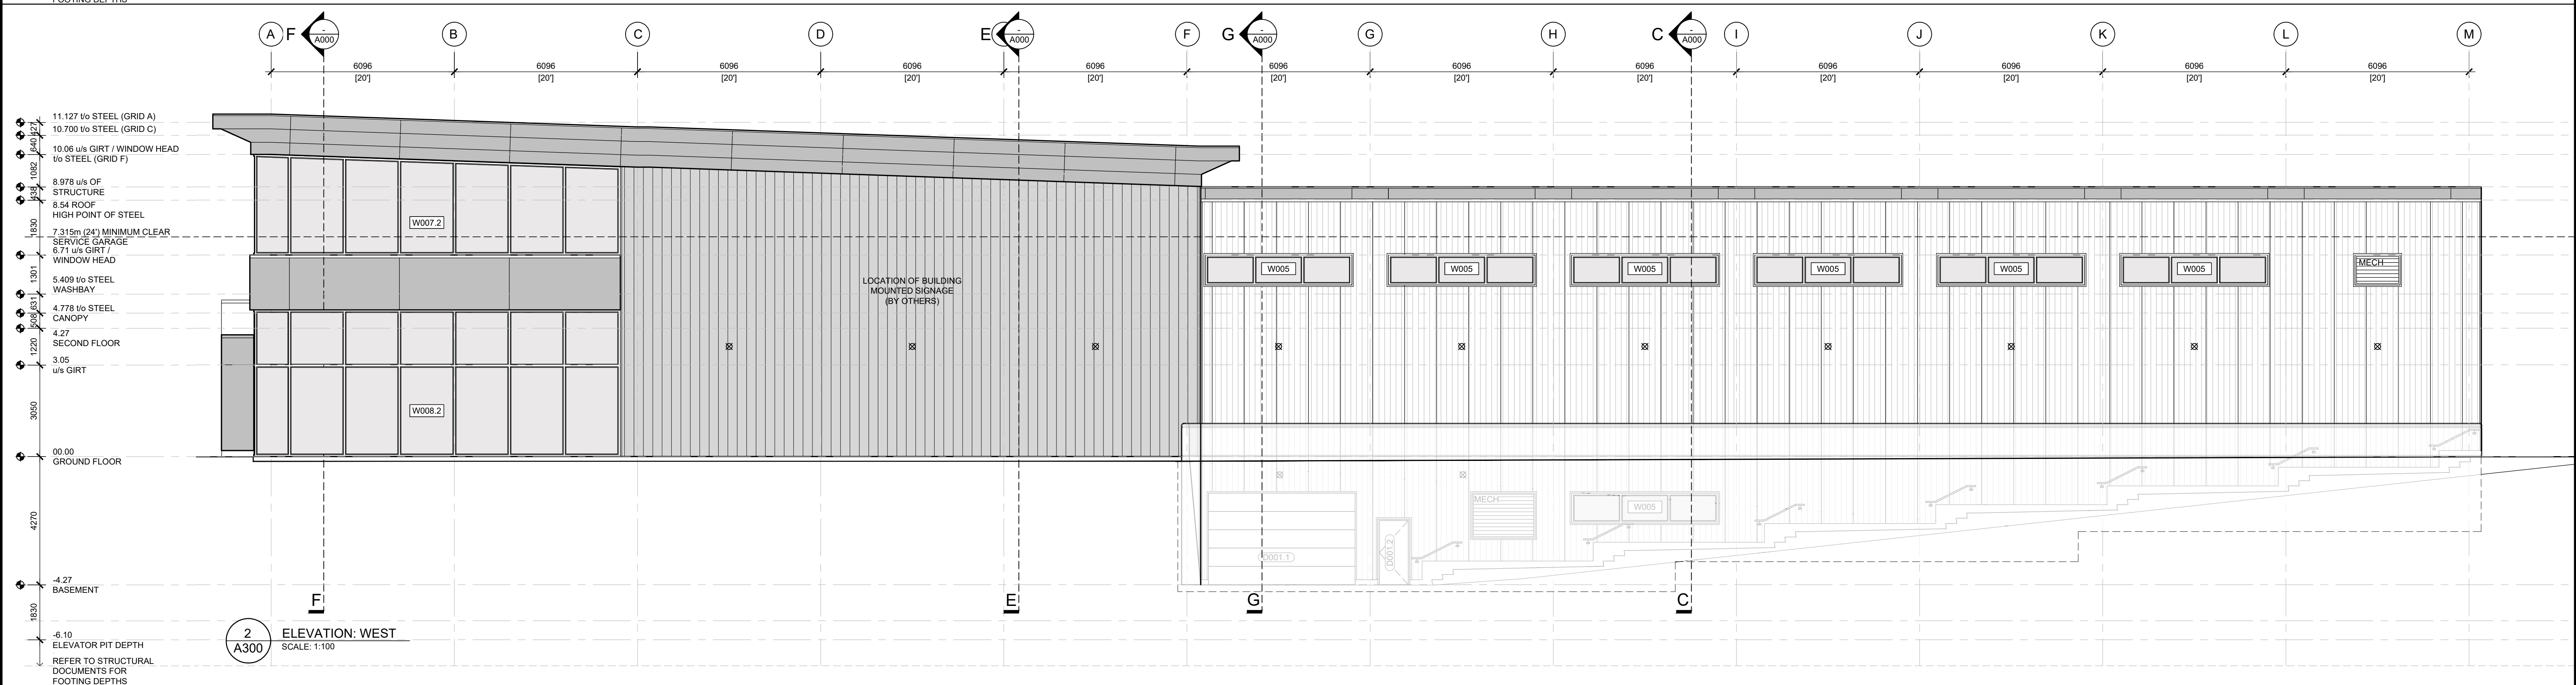 FOOTING DEPTHS
A F - A000 B C D E - A000 F G - A000 G H C - A000 I J K L M
6096 6096 6096 6096 6096 6096 6096 6096 6096 6096 6096 6096
[20'] [20'] [20'] [20'] [20'] [20'] [20'] [20'] [20'] [20'] [20'] [20']
11.127 t/o STEEL (GRID A)
427
10.700 t/o STEEL (GRID C)
640
10.06 u/s GIRT / WINDOW HEAD
t/o STEEL (GRID F)
1082
8.978 u/s OF
STRUCTURE
438
8.54 ROOF
HIGH POINT OF STEEL
1830
7.315m (24') MINIMUM CLEAR
SERVICE GARAGE
6.71 u/s GIRT /
WINDOW HEAD
1301
5.409 t/o STEEL
WASHBAY
631
4.778 t/o STEEL
CANOPY
508
4.27
SECOND FLOOR
1220
3.05
u/s GIRT
3050
00.00
GROUND FLOOR
4270
-4.27
BASEMENT
1830
-6.10
ELEVATOR PIT DEPTH
REFER TO STRUCTURAL
DOCUMENTS FOR
FOOTING DEPTHS
W007.2
W008.2
LOCATION OF BUILDING
MOUNTED SIGNAGE
(BY OTHERS)
W005 W005 W005 W005 W005 W005 MECH
MECH W005
D001.1 D001.2
F E G C
2
A300
ELEVATION: WEST
SCALE: 1:100